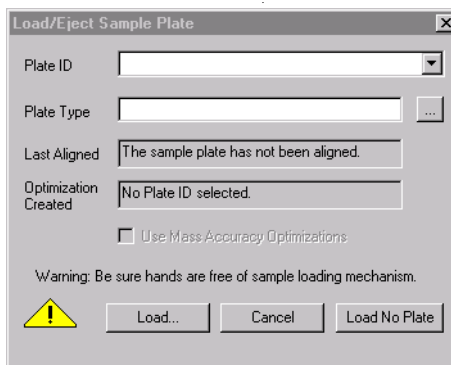 Load/Eject Sample Plate
Plate ID
Plate Type
...
Last Aligned
The sample plate has not been aligned.
Optimization
Created
No Plate ID selected.
Use Mass Accuracy Optimizations
Warning: Be sure hands are free of sample loading mechanism.
!
Load...
Cancel
Load No Plate